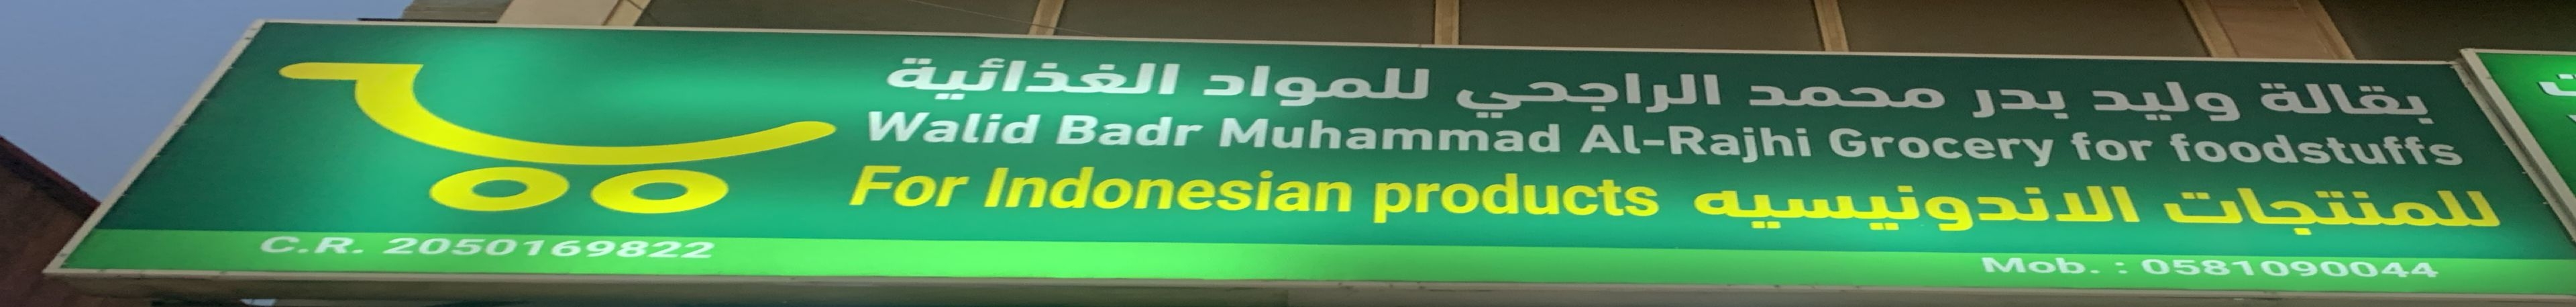 بقالة وليد بدر محمد الراجحي للمواد الغذائية
Walid Badr Muhammad Al-Rajhi Grocery for foodstuffs
For Indonesian products للمنتجات الاندونيسيه
C.R. 2050169822
Mob. : 0581090044